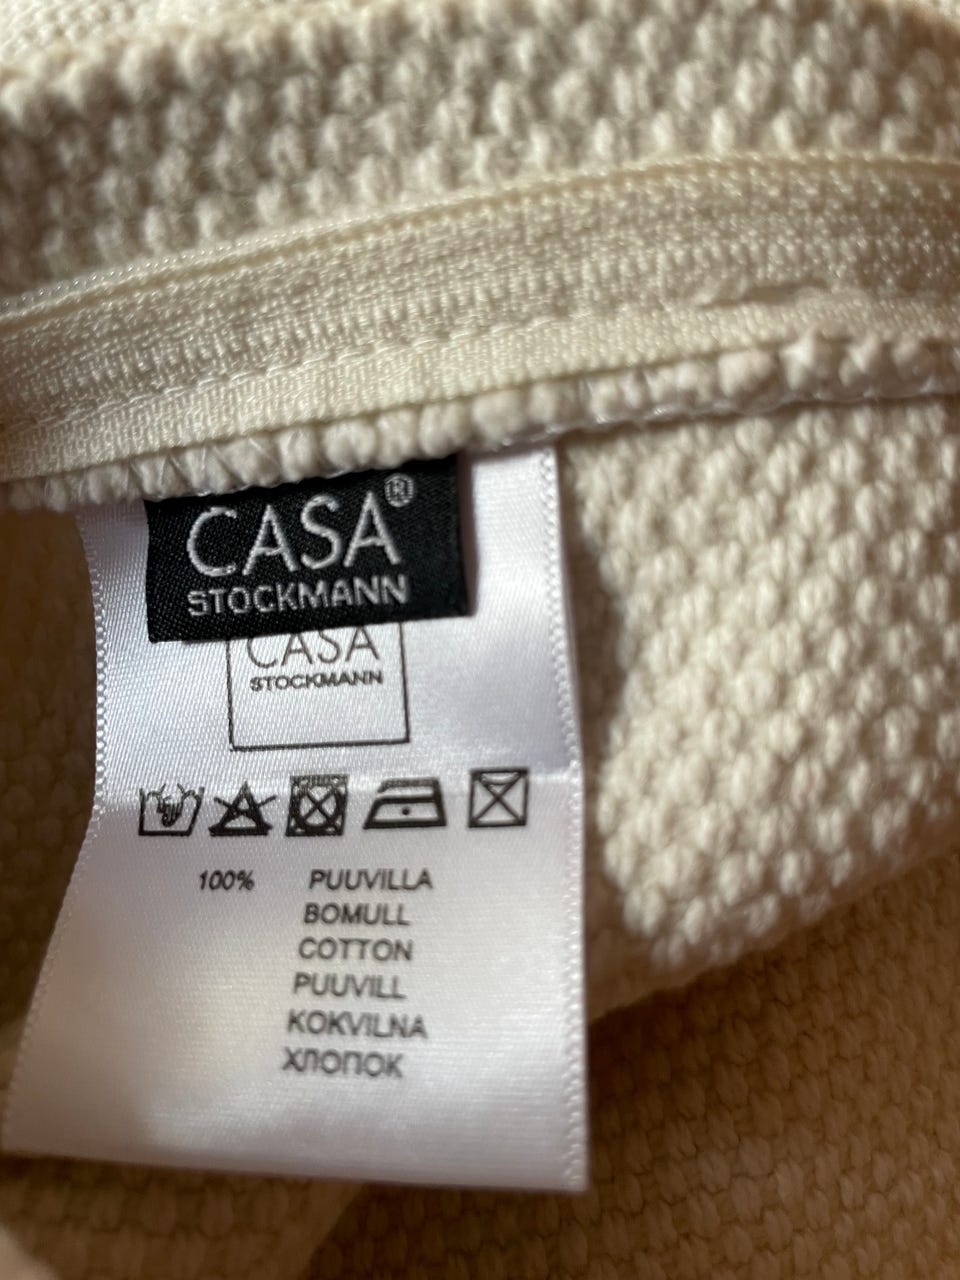 CASA®
STOCKMANN
CASA
STOCKMANN
100% PUUVILLA
BOMULL
COTTON
PUUVILL
KOKVILNA
ХЛОПОК